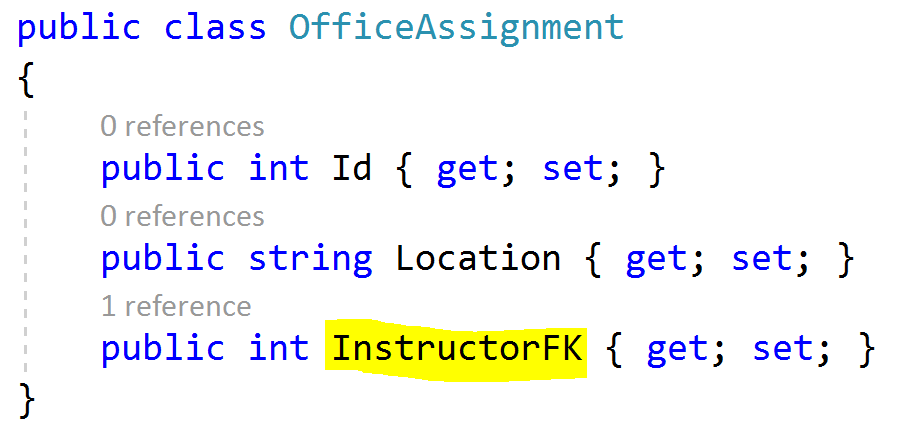 public class OfficeAssignment
{
0 references
public int Id { get; set; }
0 references
public string Location { get; set; }
1 reference
public int InstructorFK { get; set; }
}